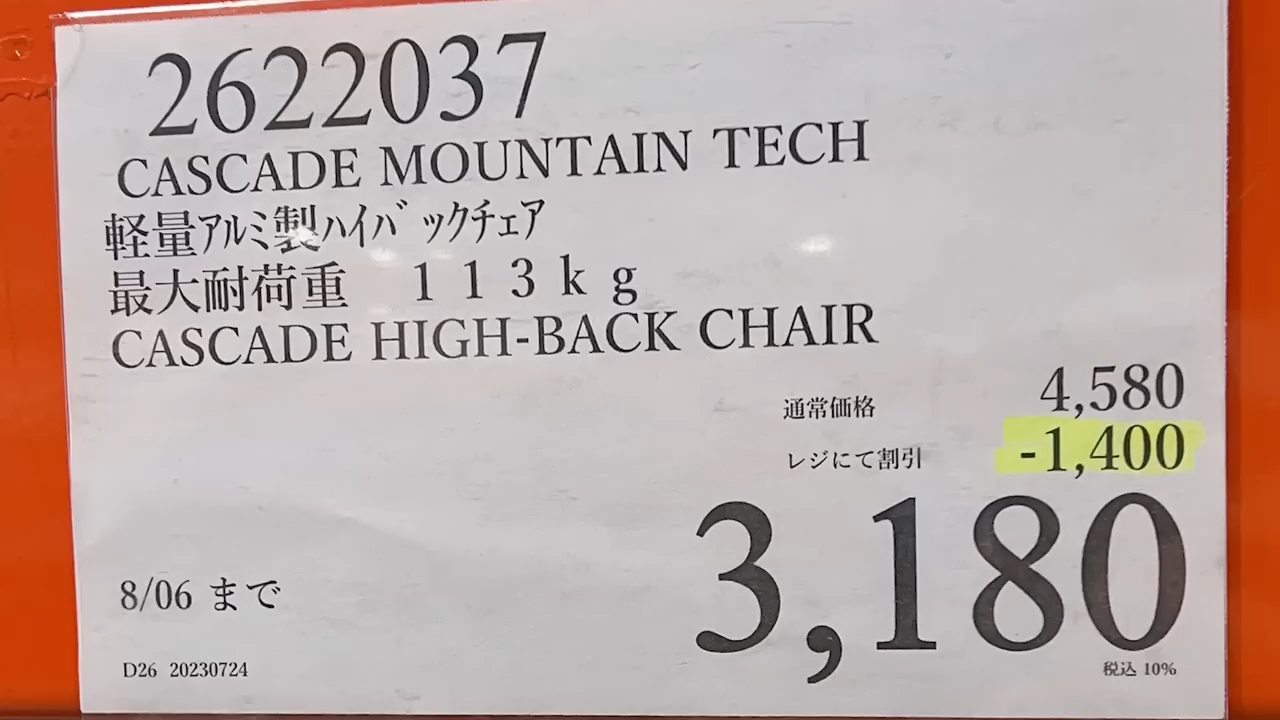 2622037
CASCADE MOUNTAIN TECH
軽量ｱﾙﾐ製ﾊｲﾊﾞｯｸﾁｪｱ
最大耐荷重　１１３ｋｇ
CASCADE HIGH-BACK CHAIR
通常価格 4,580
レジにて割引 -1,400
3,180
8/06 まで
D26 20230724
税込 10%